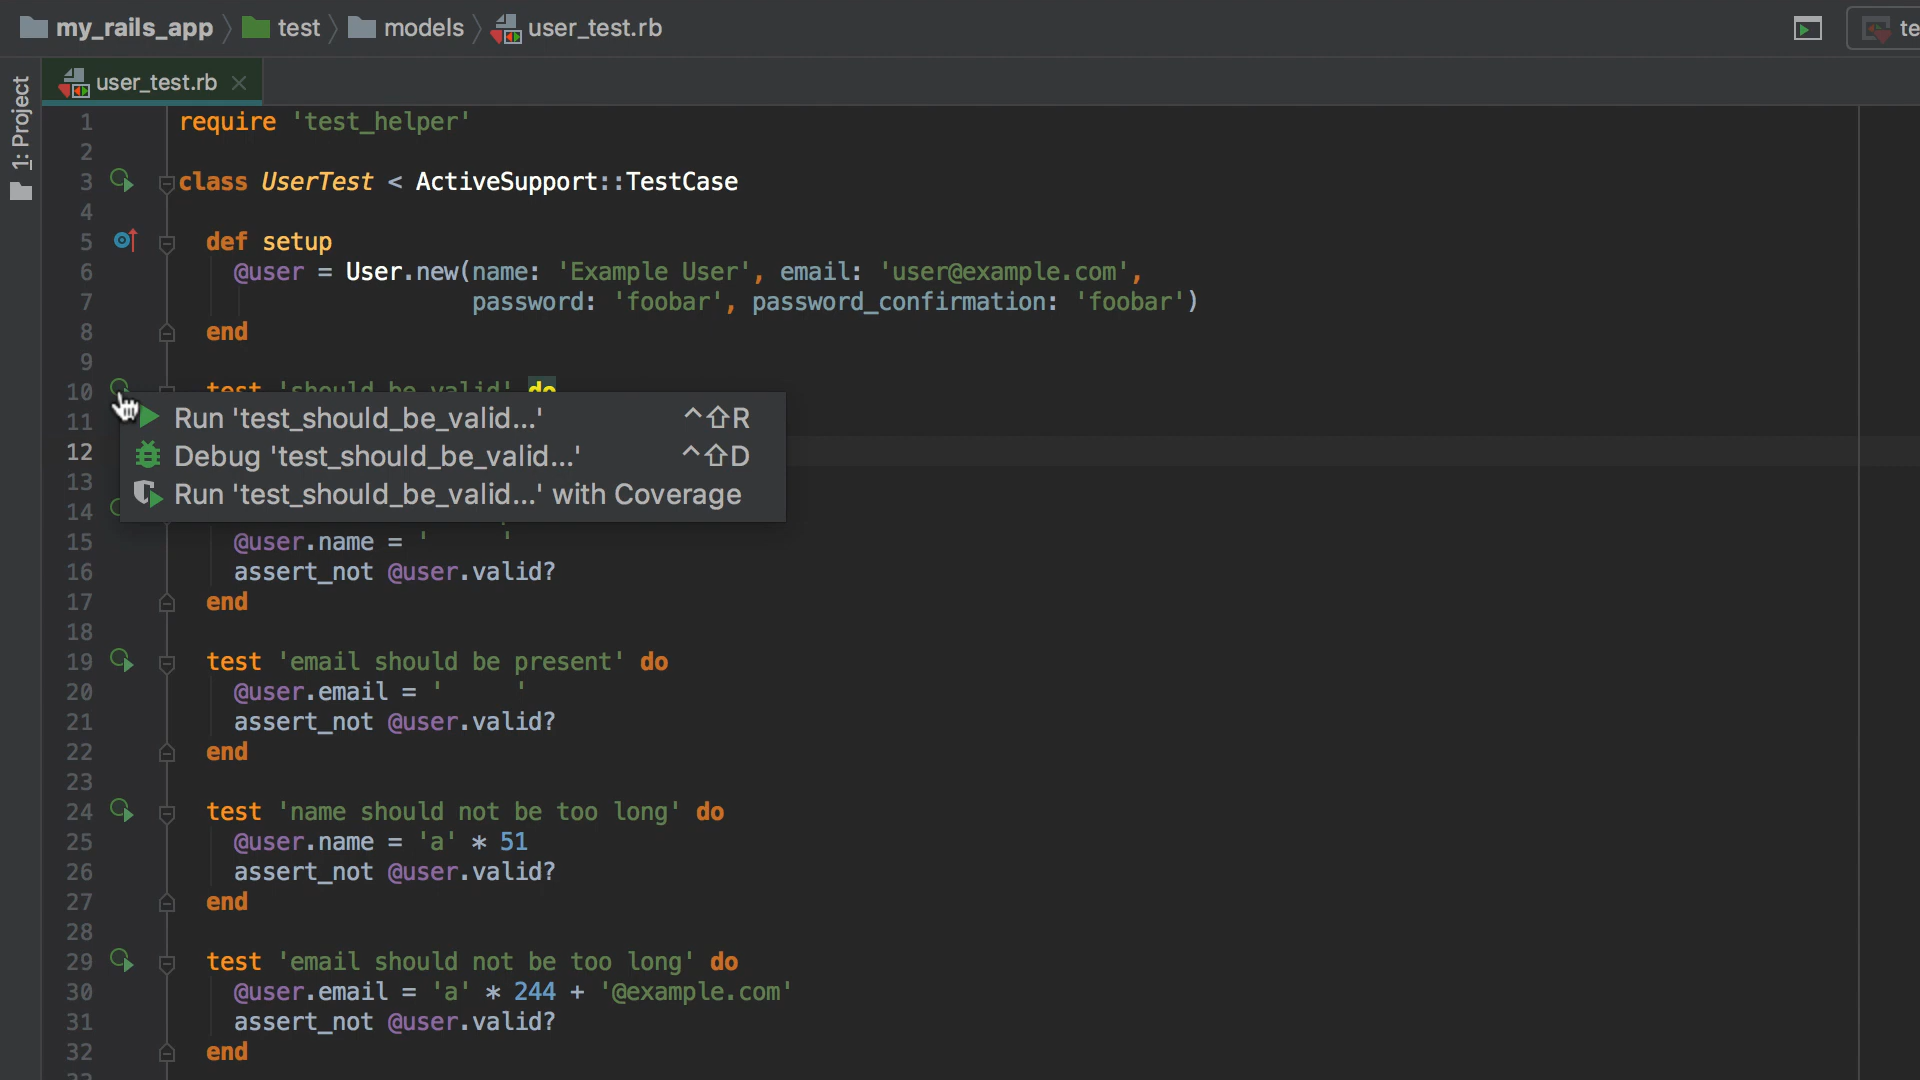 my_rails_app test models user_test.rb te
1: Project
user_test.rb
1 require 'test_helper'
2
3 class UserTest < ActiveSupport::TestCase
4
5 def setup
6 @user = User.new(name: 'Example User', email: 'user@example.com',
7 password: 'foobar', password_confirmation: 'foobar')
8 end
9
10 test 'should be valid' do
11
12
13
14
Run 'test_should_be_valid...' ^⇧R
Debug 'test_should_be_valid...' ^⇧D
Run 'test_should_be_valid...' with Coverage
15 @user.name = '     '
16 assert_not @user.valid?
17 end
18
19 test 'email should be present' do
20 @user.email = '     '
21 assert_not @user.valid?
22 end
23
24 test 'name should not be too long' do
25 @user.name = 'a' * 51
26 assert_not @user.valid?
27 end
28
29 test 'email should not be too long' do
30 @user.email = 'a' * 244 + '@example.com'
31 assert_not @user.valid?
32 end